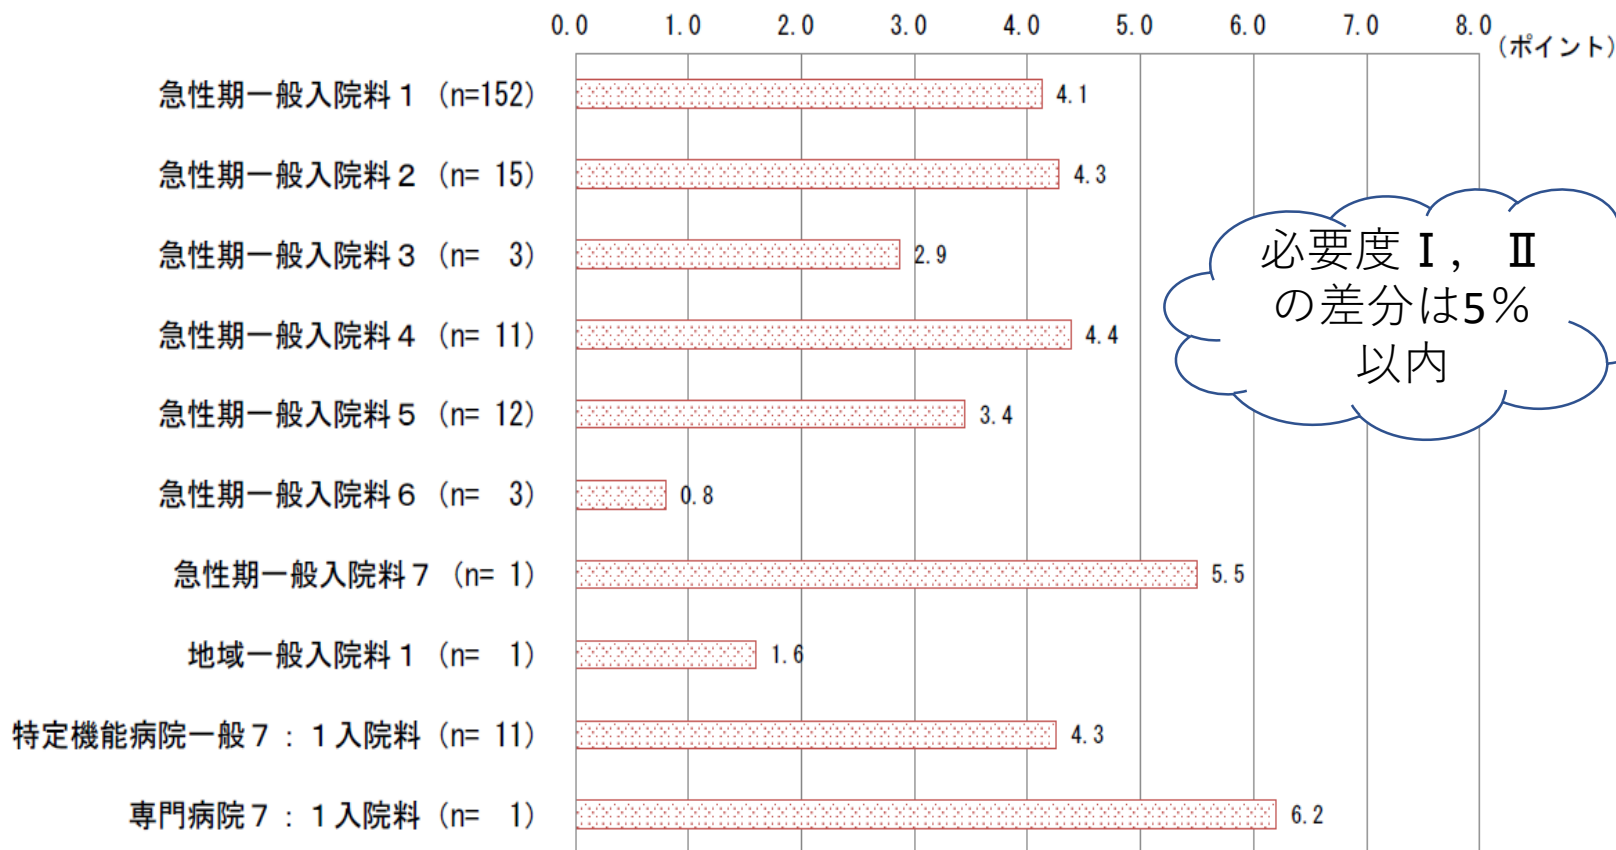 0.0 1.0 2.0 3.0 4.0 5.0 6.0 7.0 8.0
(ポイント)
急性期一般入院料1 (n=152) 4.1
急性期一般入院料2 (n= 15) 4.3
急性期一般入院料3 (n= 3) 2.9
急性期一般入院料4 (n= 11) 4.4
急性期一般入院料5 (n= 12) 3.4
急性期一般入院料6 (n= 3) 0.8
急性期一般入院料7 (n= 1) 5.5
地域一般入院料1 (n= 1) 1.6
特定機能病院一般7:1入院料 (n= 11) 4.3
専門病院7:1入院料 (n= 1) 6.2
必要度Ⅰ, Ⅱ
の差分は5%
以内